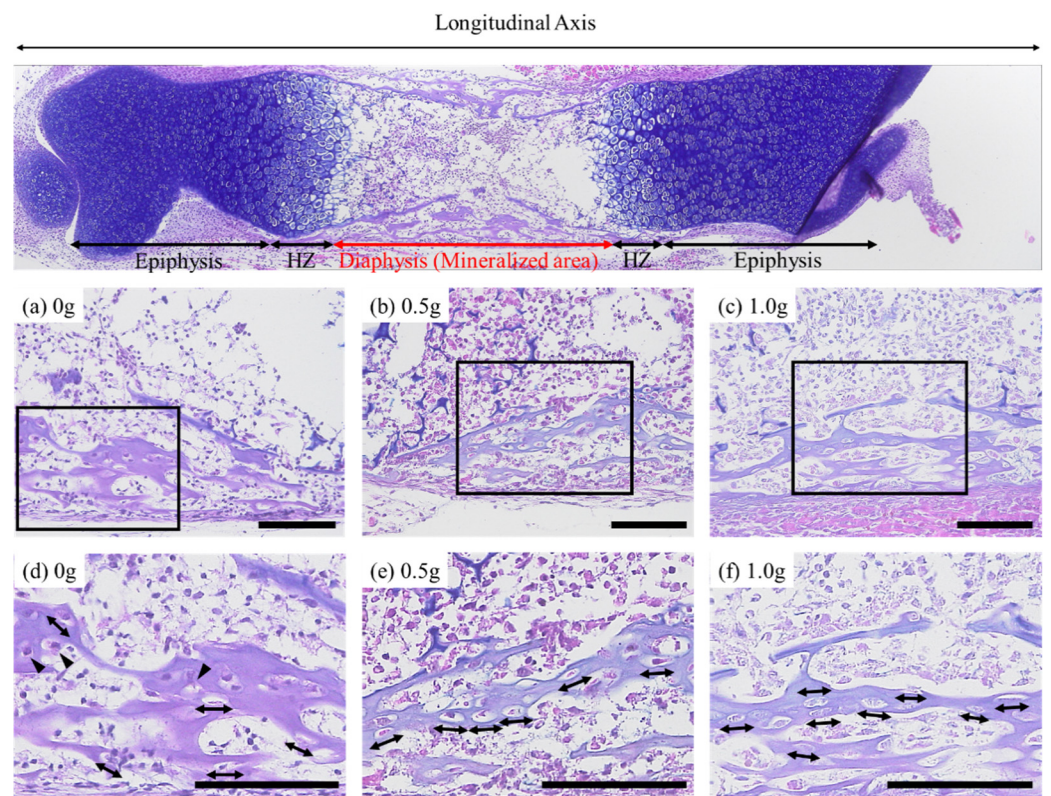 Longitudinal Axis
Epiphysis HZ Diaphysis (Mineralized area) HZ Epiphysis
(a) 0g (b) 0.5g (c) 1.0g
(d) 0g (e) 0.5g (f) 1.0g